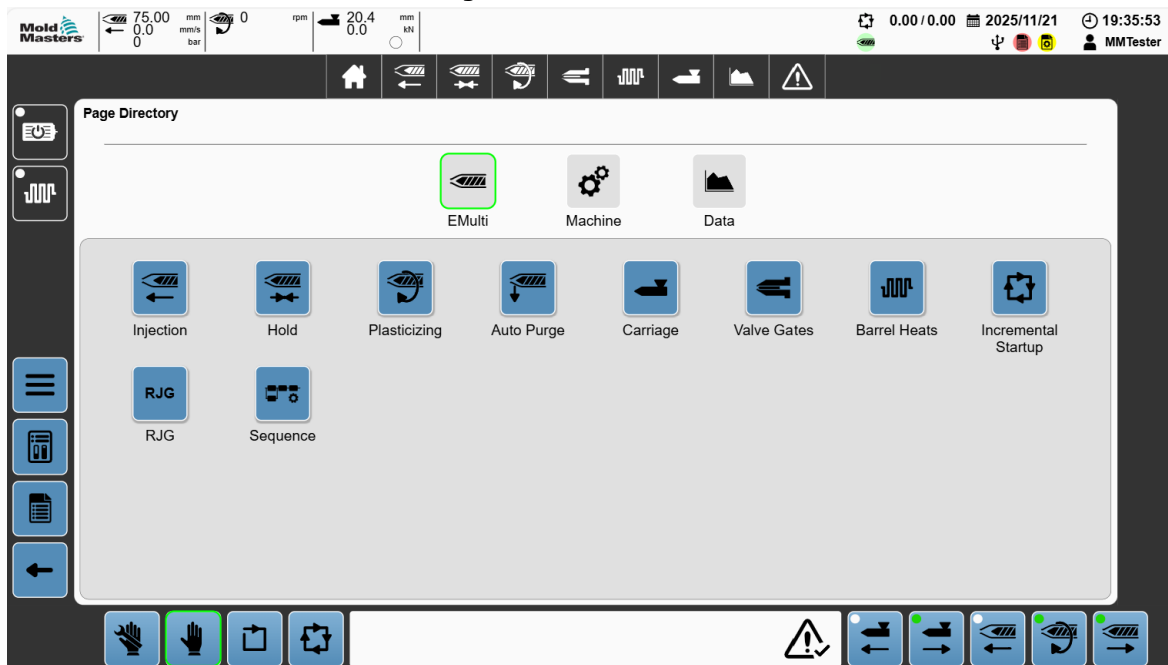 Mold
Masters
75.00 mm
0.0 mm/s
0 bar
0 rpm
20.4 mm
0.0 kN
0.00 / 0.00
2025/11/21
19:35:53
MMTester
Page Directory
EMulti
Machine
Data
Injection
Hold
Plasticizing
Auto Purge
Carriage
Valve Gates
Barrel Heats
Incremental
Startup
RJG
RJG
Sequence